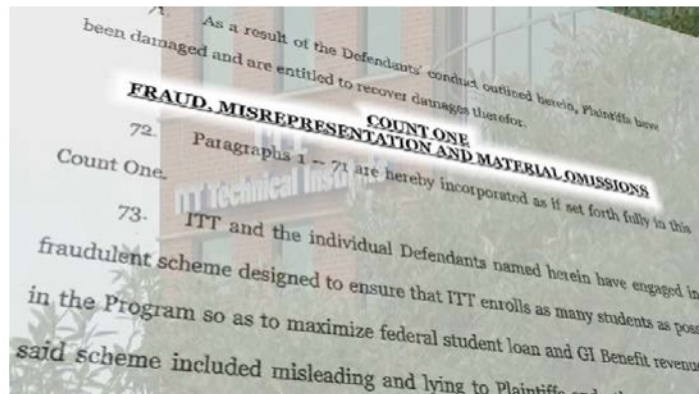 71. As a result of the Defendants' conduct outlined herein, Plaintiffs have
been damaged and are entitled to recover damages therefor.
COUNT ONE
FRAUD, MISREPRESENTATION AND MATERIAL OMISSIONS
72. Paragraphs 1 – 71 are hereby incorporated as if set forth fully in this
Count One.
ITT Technical Institute
73. ITT and the individual Defendants named herein have engaged in
fraudulent scheme designed to ensure that ITT enrolls as many students as poss
in the Program so as to maximize federal student loan and GI Benefit revenue
said scheme included misleading and lying to Plaintiffs